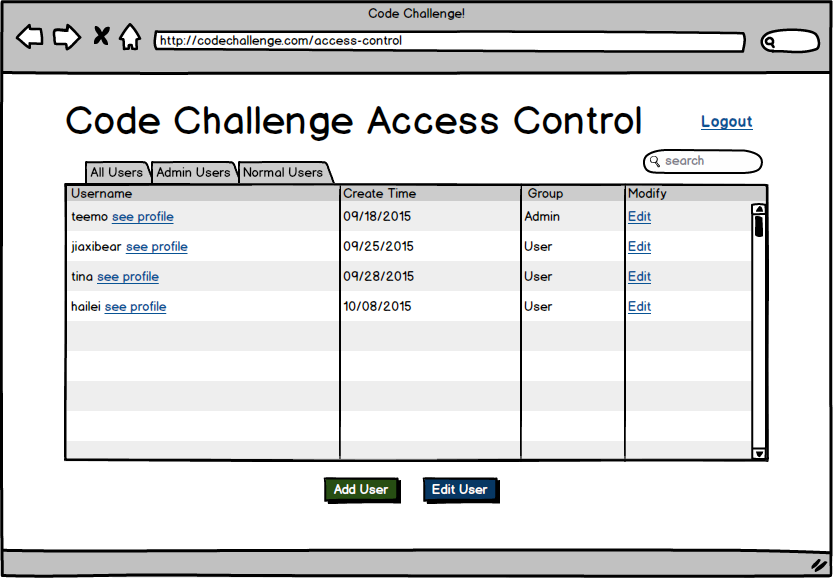 Code Challenge!
http://codechallenge.com/access-control
Code Challenge Access Control
Logout
search
All Users Admin Users Normal Users
Username Create Time Group Modify
teemo see profile 09/18/2015 Admin Edit
jiaxibear see profile 09/25/2015 User Edit
tina see profile 09/28/2015 User Edit
hailei see profile 10/08/2015 User Edit
Add User Edit User